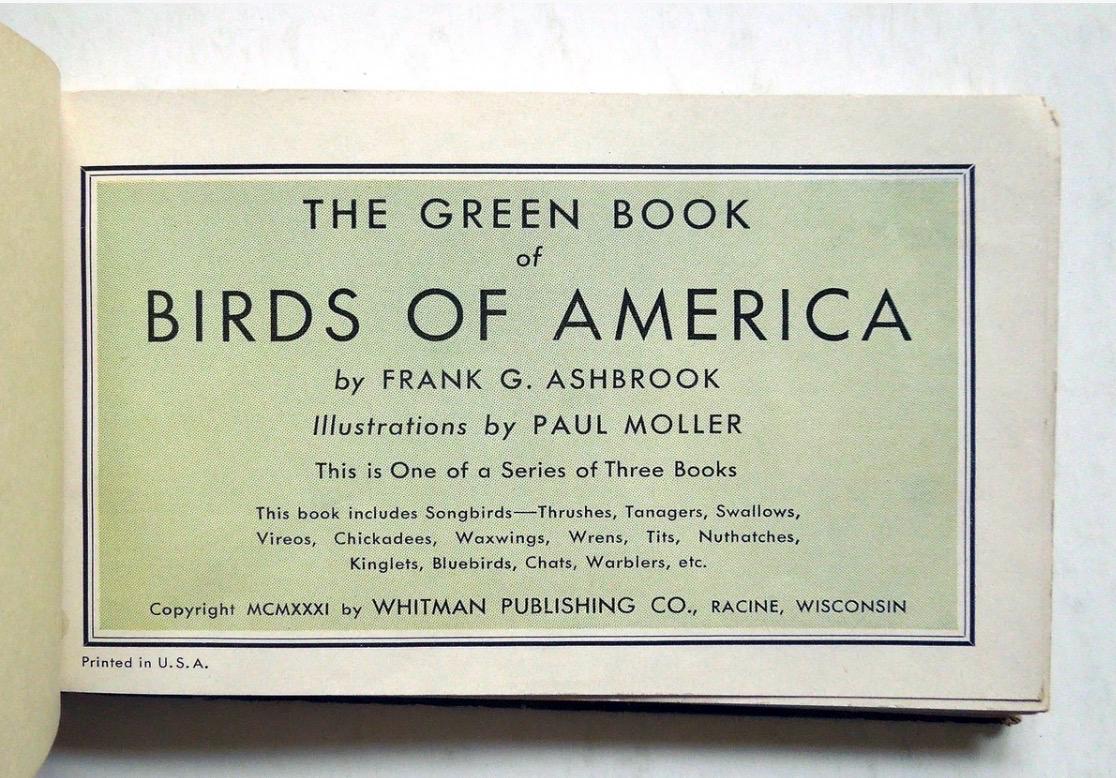 THE GREEN BOOK
of
BIRDS OF AMERICA
by FRANK G. ASHBROOK
Illustrations by PAUL MOLLER
This is One of a Series of Three Books
This book includes Songbirds—Thrushes, Tanagers, Swallows,
Vireos, Chickadees, Waxwings, Wrens, Tits, Nuthatches,
Kinglets, Bluebirds, Chats, Warblers, etc.
Copyright MCMXXXI by WHITMAN PUBLISHING CO., RACINE, WISCONSIN
Printed in U.S.A.